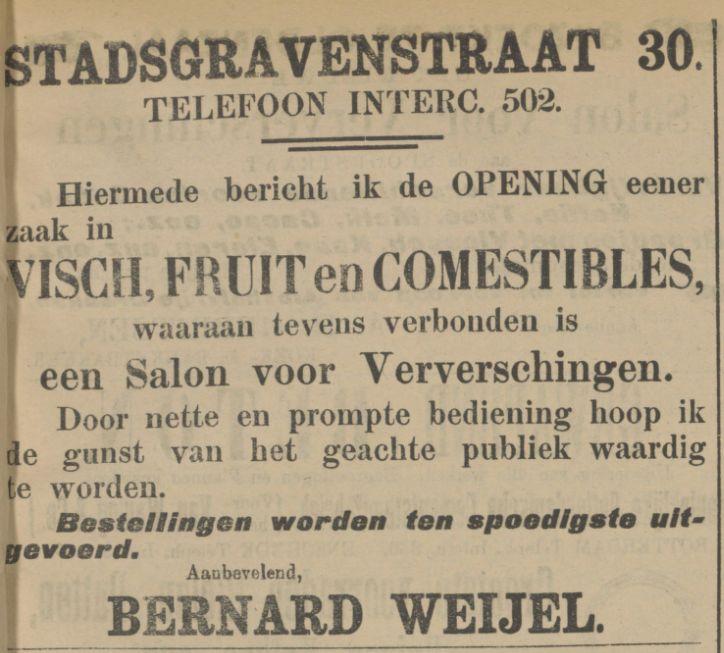 STADSGRAVENSTRAAT 30.
TELEFOON INTERC. 502.
Hiermede bericht ik de OPENING eener
zaak in
VISCH, FRUIT en COMESTIBLES,
waaraan tevens verbonden is
een Salon voor Ververschingen.
Door nette en prompte bediening hoop ik
de gunst van het geachte publiek waardig
te worden.
Bestellingen worden ten spoedigste uit-
gevoerd.
Aanbevelend,
BERNARD WEIJEL.